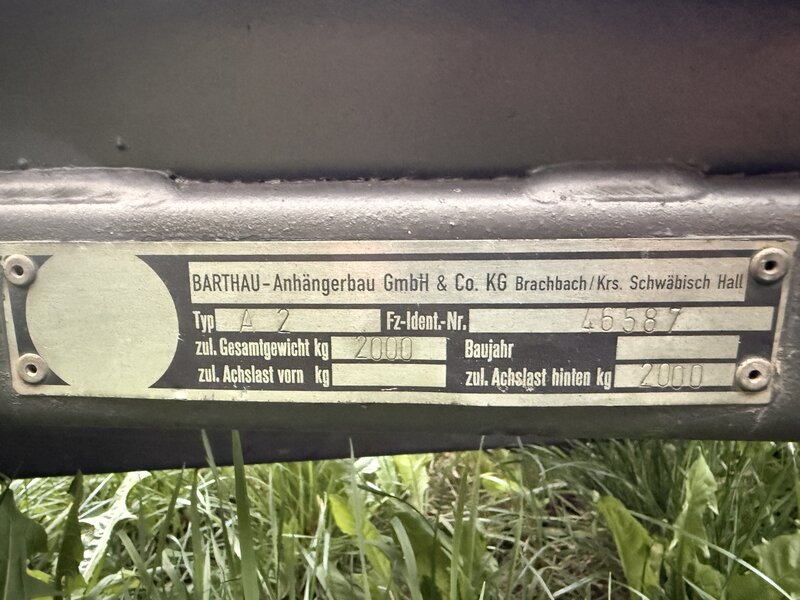 BARTHAU-Anhängerbau GmbH & Co. KG Brachbach/Krs. Schwäbisch Hall
Typ A 2 Fz-Ident.-Nr. 46587
zul. Gesamtgewicht kg 2000 Baujahr
zul. Achslast vorn kg zul. Achslast hinten kg 2000